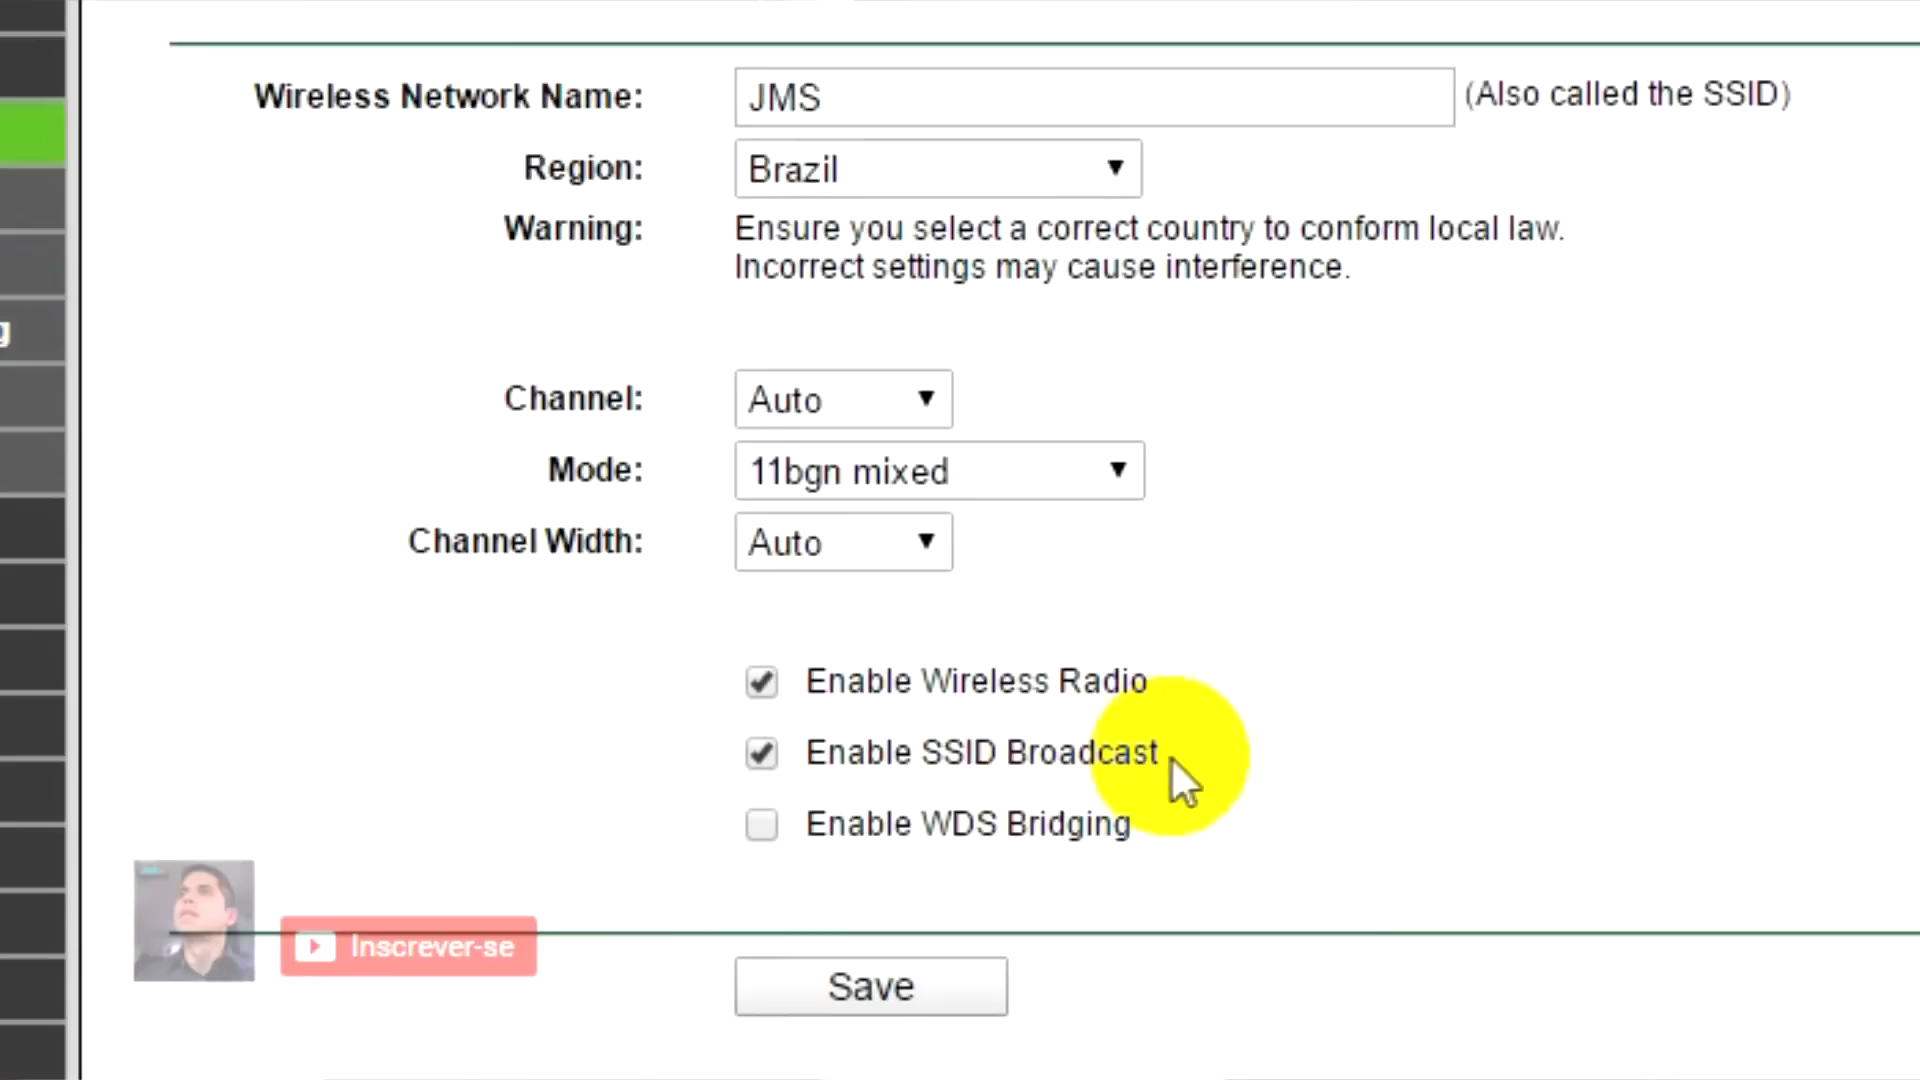 Wireless Network Name: JMS (Also called the SSID)
Region: Brazil
Warning: Ensure you select a correct country to conform local law.
Incorrect settings may cause interference.
g
Channel: Auto
Mode: 11bgn mixed
Channel Width: Auto
Enable Wireless Radio
Enable SSID Broadcast
Enable WDS Bridging
Inscrever-se
Save